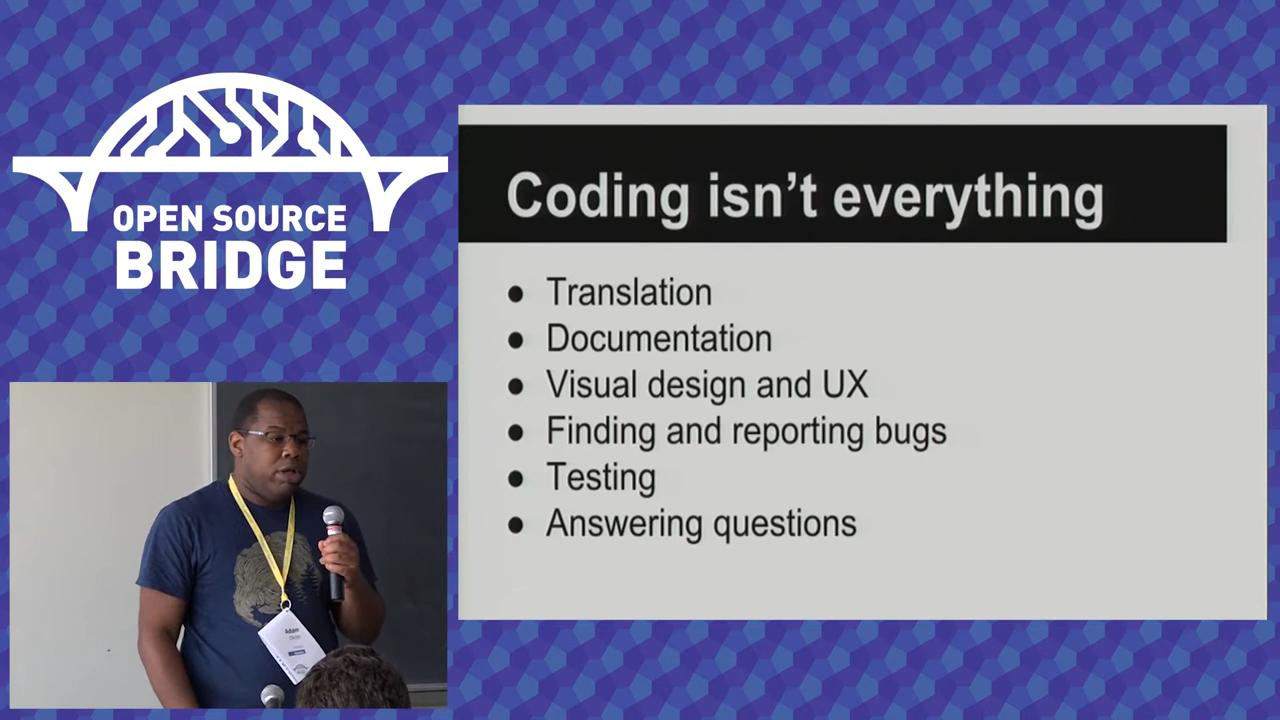 OPEN SOURCE
BRIDGE
Coding isn’t everything
● Translation
● Documentation
● Visual design and UX
● Finding and reporting bugs
● Testing
● Answering questions
Adam